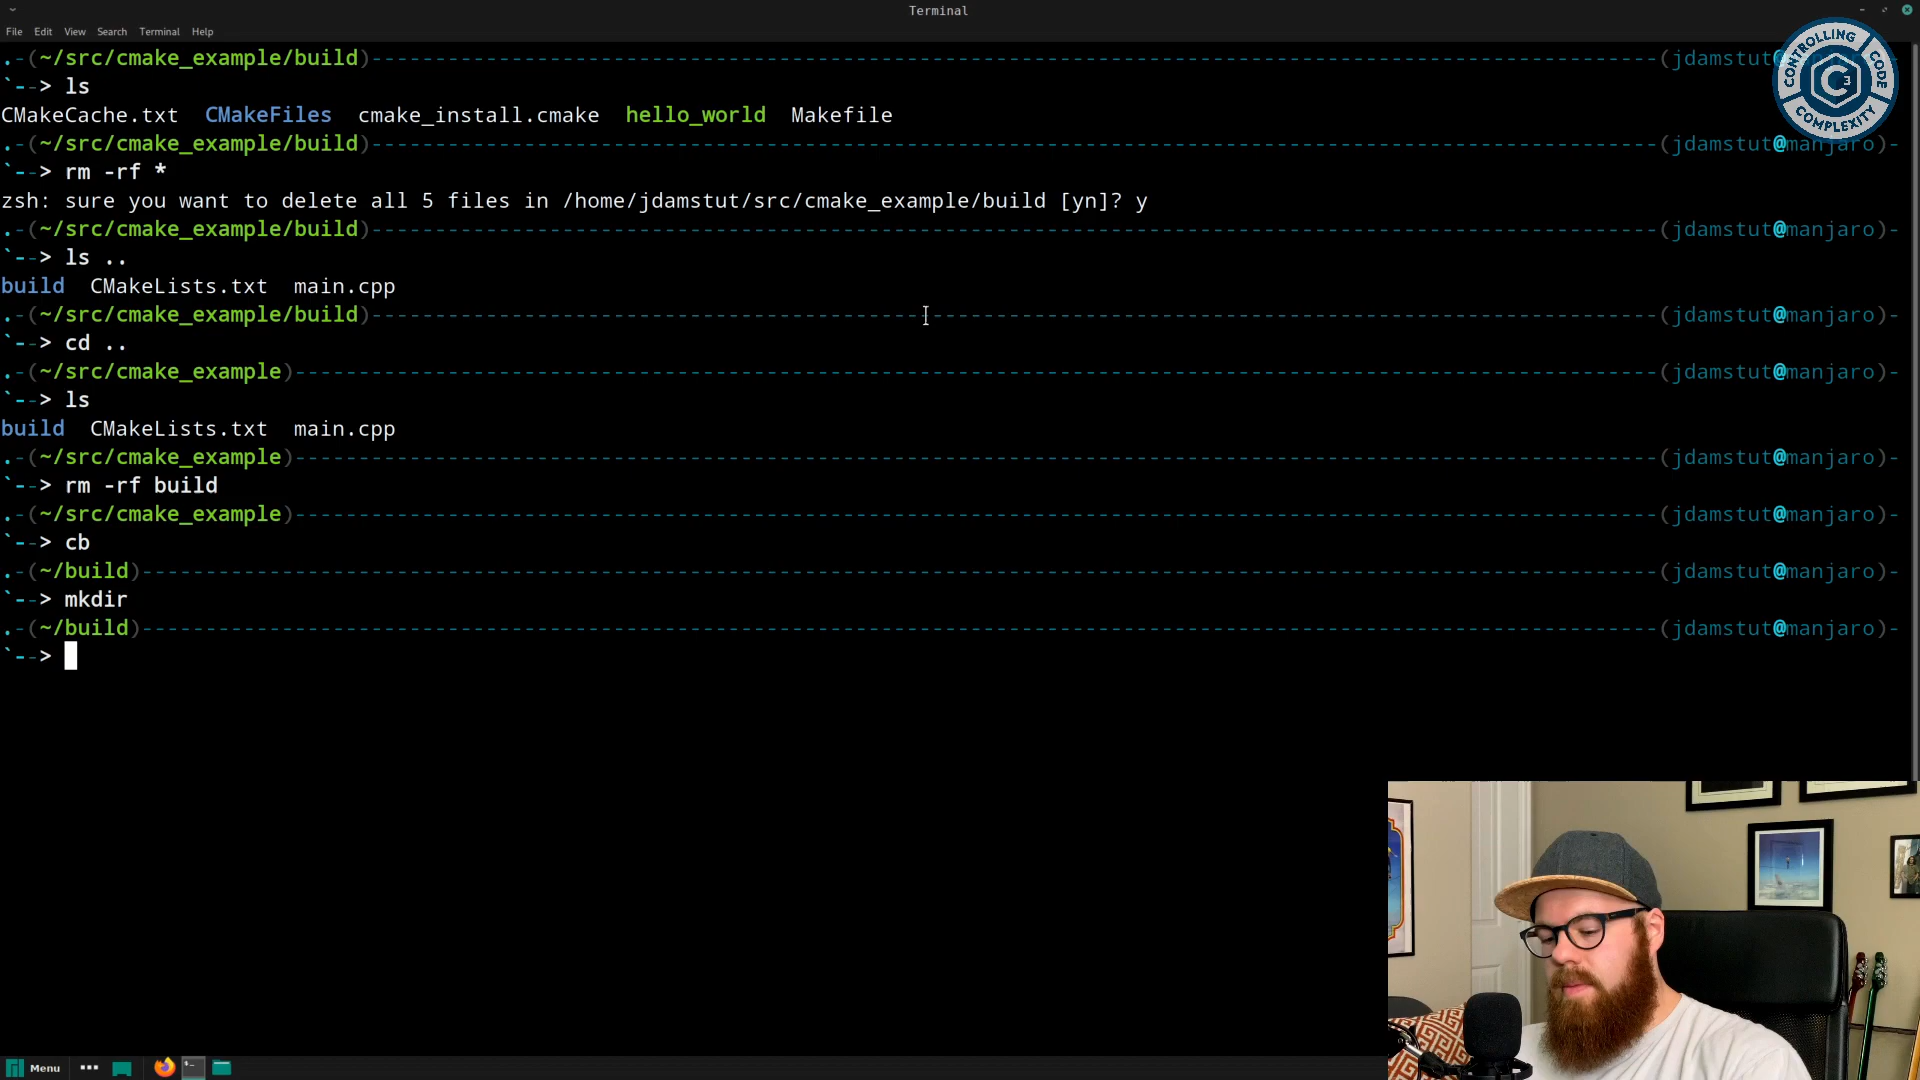 Terminal
File Edit View Search Terminal Help
.-(~/src/cmake_example/build)--------(jdamstut@
`--> ls
CMakeCache.txt CMakeFiles cmake_install.cmake hello_world Makefile
.-(~/src/cmake_example/build)--------(jdamstut@manjaro)-
`--> rm -rf *
zsh: sure you want to delete all 5 files in /home/jdamstut/src/cmake_example/build [yn]? y
.-(~/src/cmake_example/build)--------(jdamstut@manjaro)-
`--> ls ..
build CMakeLists.txt main.cpp
.-(~/src/cmake_example/build)--------(jdamstut@manjaro)-
`--> cd ..
.-(~/src/cmake_example)--------(jdamstut@manjaro)-
`--> ls
build CMakeLists.txt main.cpp
.-(~/src/cmake_example)--------(jdamstut@manjaro)-
`--> rm -rf build
.-(~/src/cmake_example)--------(jdamstut@manjaro)-
`--> cb
.-(~/build)--------(jdamstut@manjaro)-
`--> mkdir
.-(~/build)--------(jdamstut@manjaro)-
`-->
CONTROLLING CODE COMPLEXITY
C3
Menu